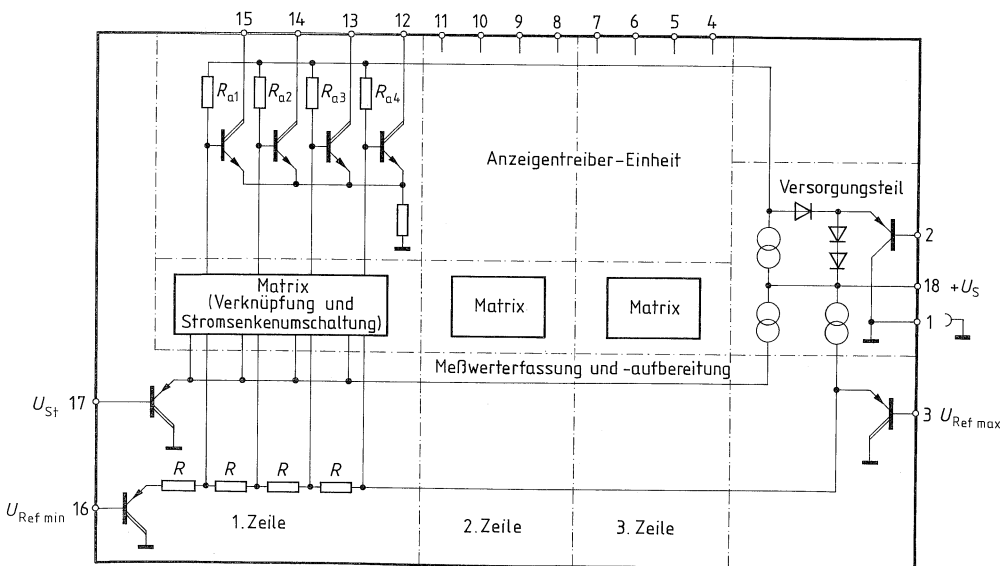 15 14 13 12 11 10 9 8 7 6 5 4
Ra1 Ra2 Ra3 Ra4
Anzeigentreiber-Einheit
Versorgungsteil
2
18 +US
1
Matrix
(Verknüpfung und
Stromsenkenumschaltung)
Matrix
Matrix
Meßwerterfassung und -aufbereitung
USt 17
3 URef max
R R R R
URef min 16
1. Zeile
2. Zeile
3. Zeile